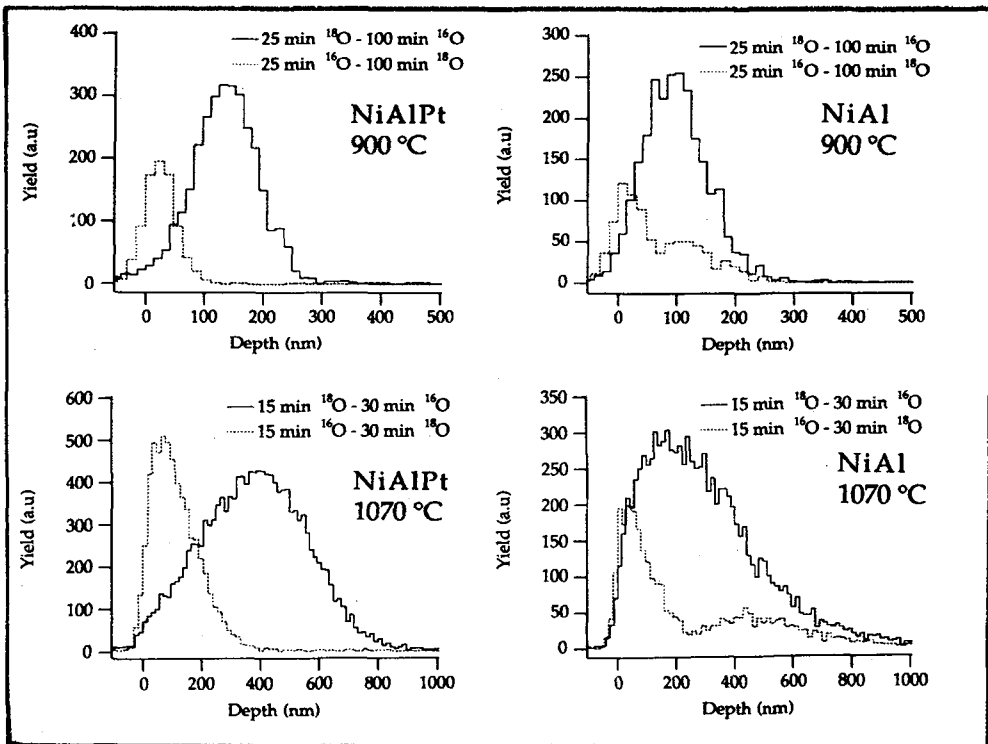 25 min ¹⁸O - 100 min ¹⁶O
25 min ¹⁶O - 100 min ¹⁸O
NiAlPt
900 °C
400
300
200
100
0
Yield (a.u)
0 100 200 300 400 500
Depth (nm)
25 min ¹⁸O - 100 min ¹⁶O
25 min ¹⁶O - 100 min ¹⁸O
NiAl
900 °C
300
250
200
150
100
50
0
Yield (a.u)
0 100 200 300 400 500
Depth (nm)
15 min ¹⁸O - 30 min ¹⁶O
15 min ¹⁶O - 30 min ¹⁸O
NiAlPt
1070 °C
600
500
400
300
200
100
0
Yield (a.u)
0 200 400 600 800 1000
Depth (nm)
15 min ¹⁸O - 30 min ¹⁶O
15 min ¹⁶O - 30 min ¹⁸O
NiAl
1070 °C
350
300
250
200
150
100
50
0
Yield (a.u)
0 200 400 600 800 1000
Depth (nm)